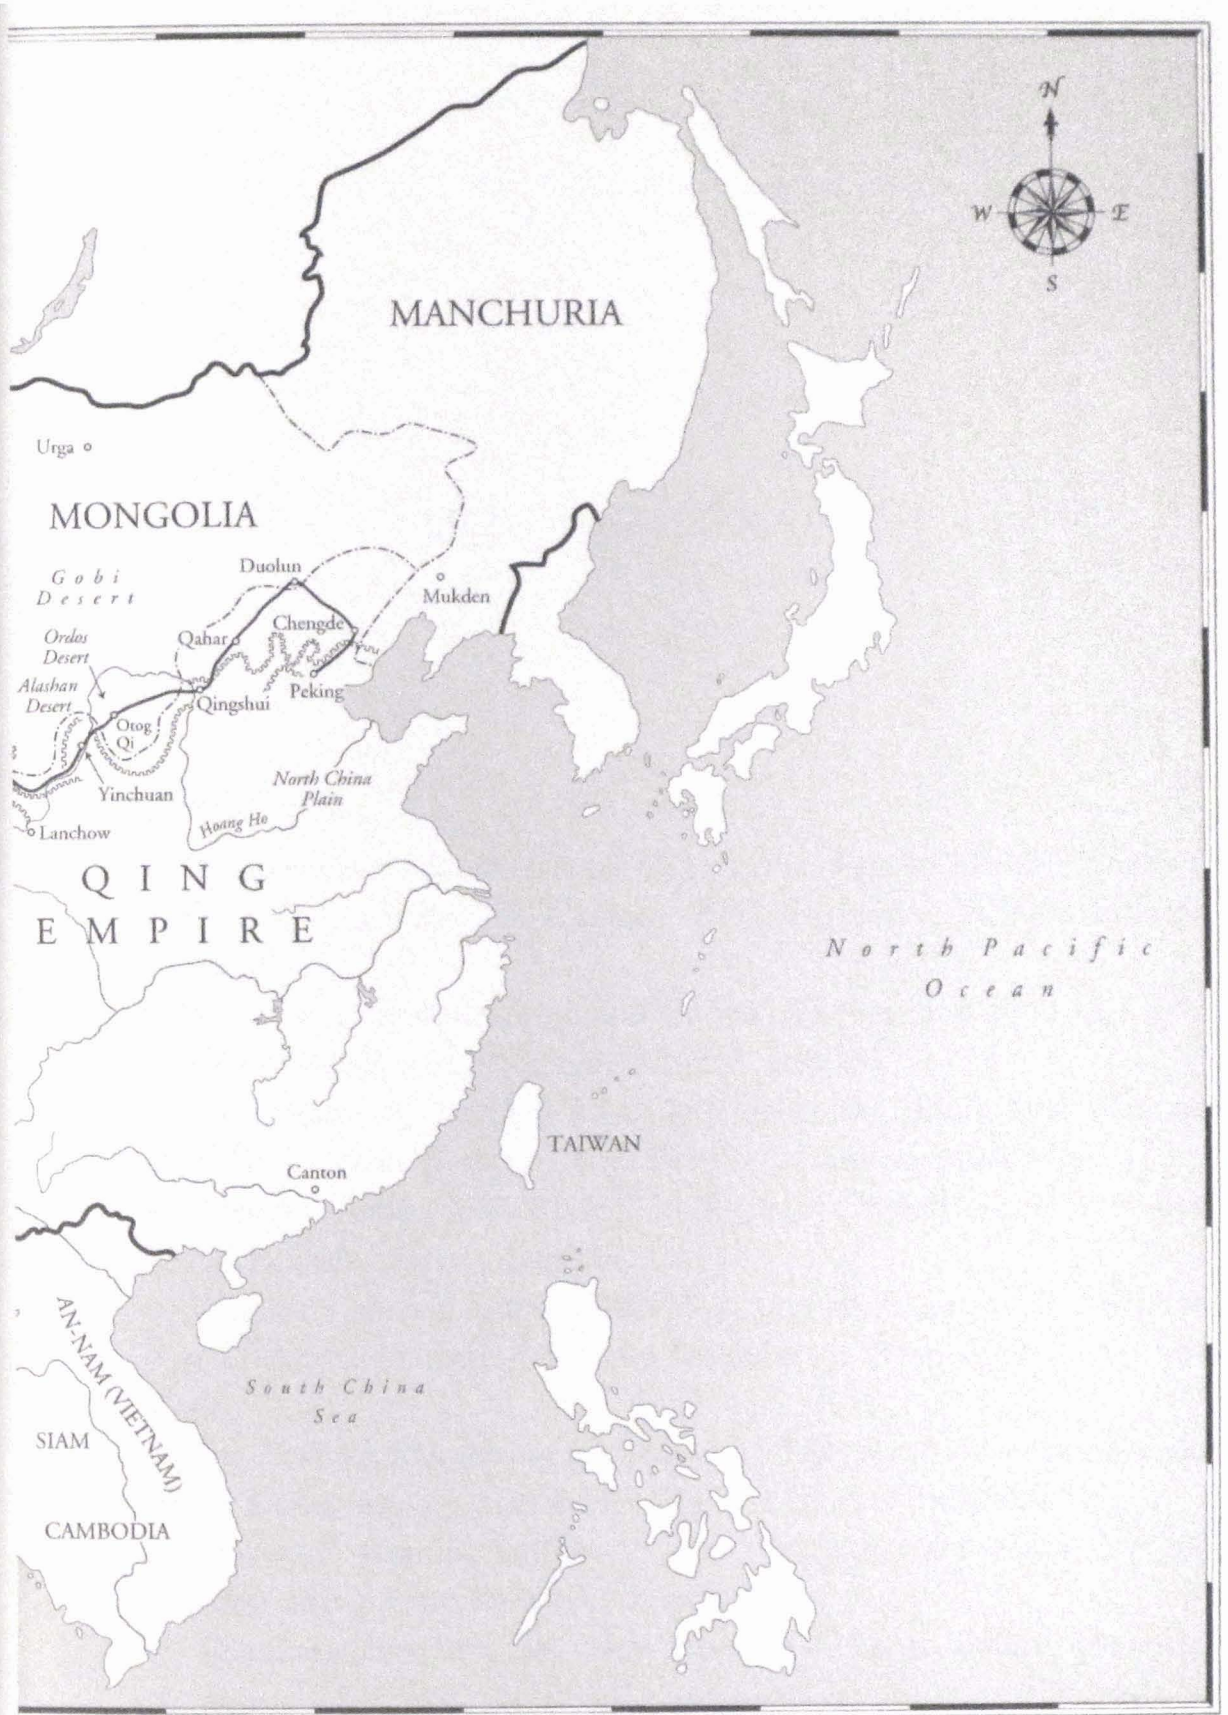 N
W
E
S
MANCHURIA
Urga
MONGOLIA
Duolun
Gobi
Desert
Mukden
Chengde
Qahar
Ordos
Desert
Alashan
Desert
Peking
Qingshui
Otog
Qi
North China
Plain
Yinchuan
Hoang Ho
Lanchow
QING
EMPIRE
North Pacific
Ocean
TAIWAN
Canton
AN-NAM (VIETNAM)
South China
Sea
SIAM
CAMBODIA